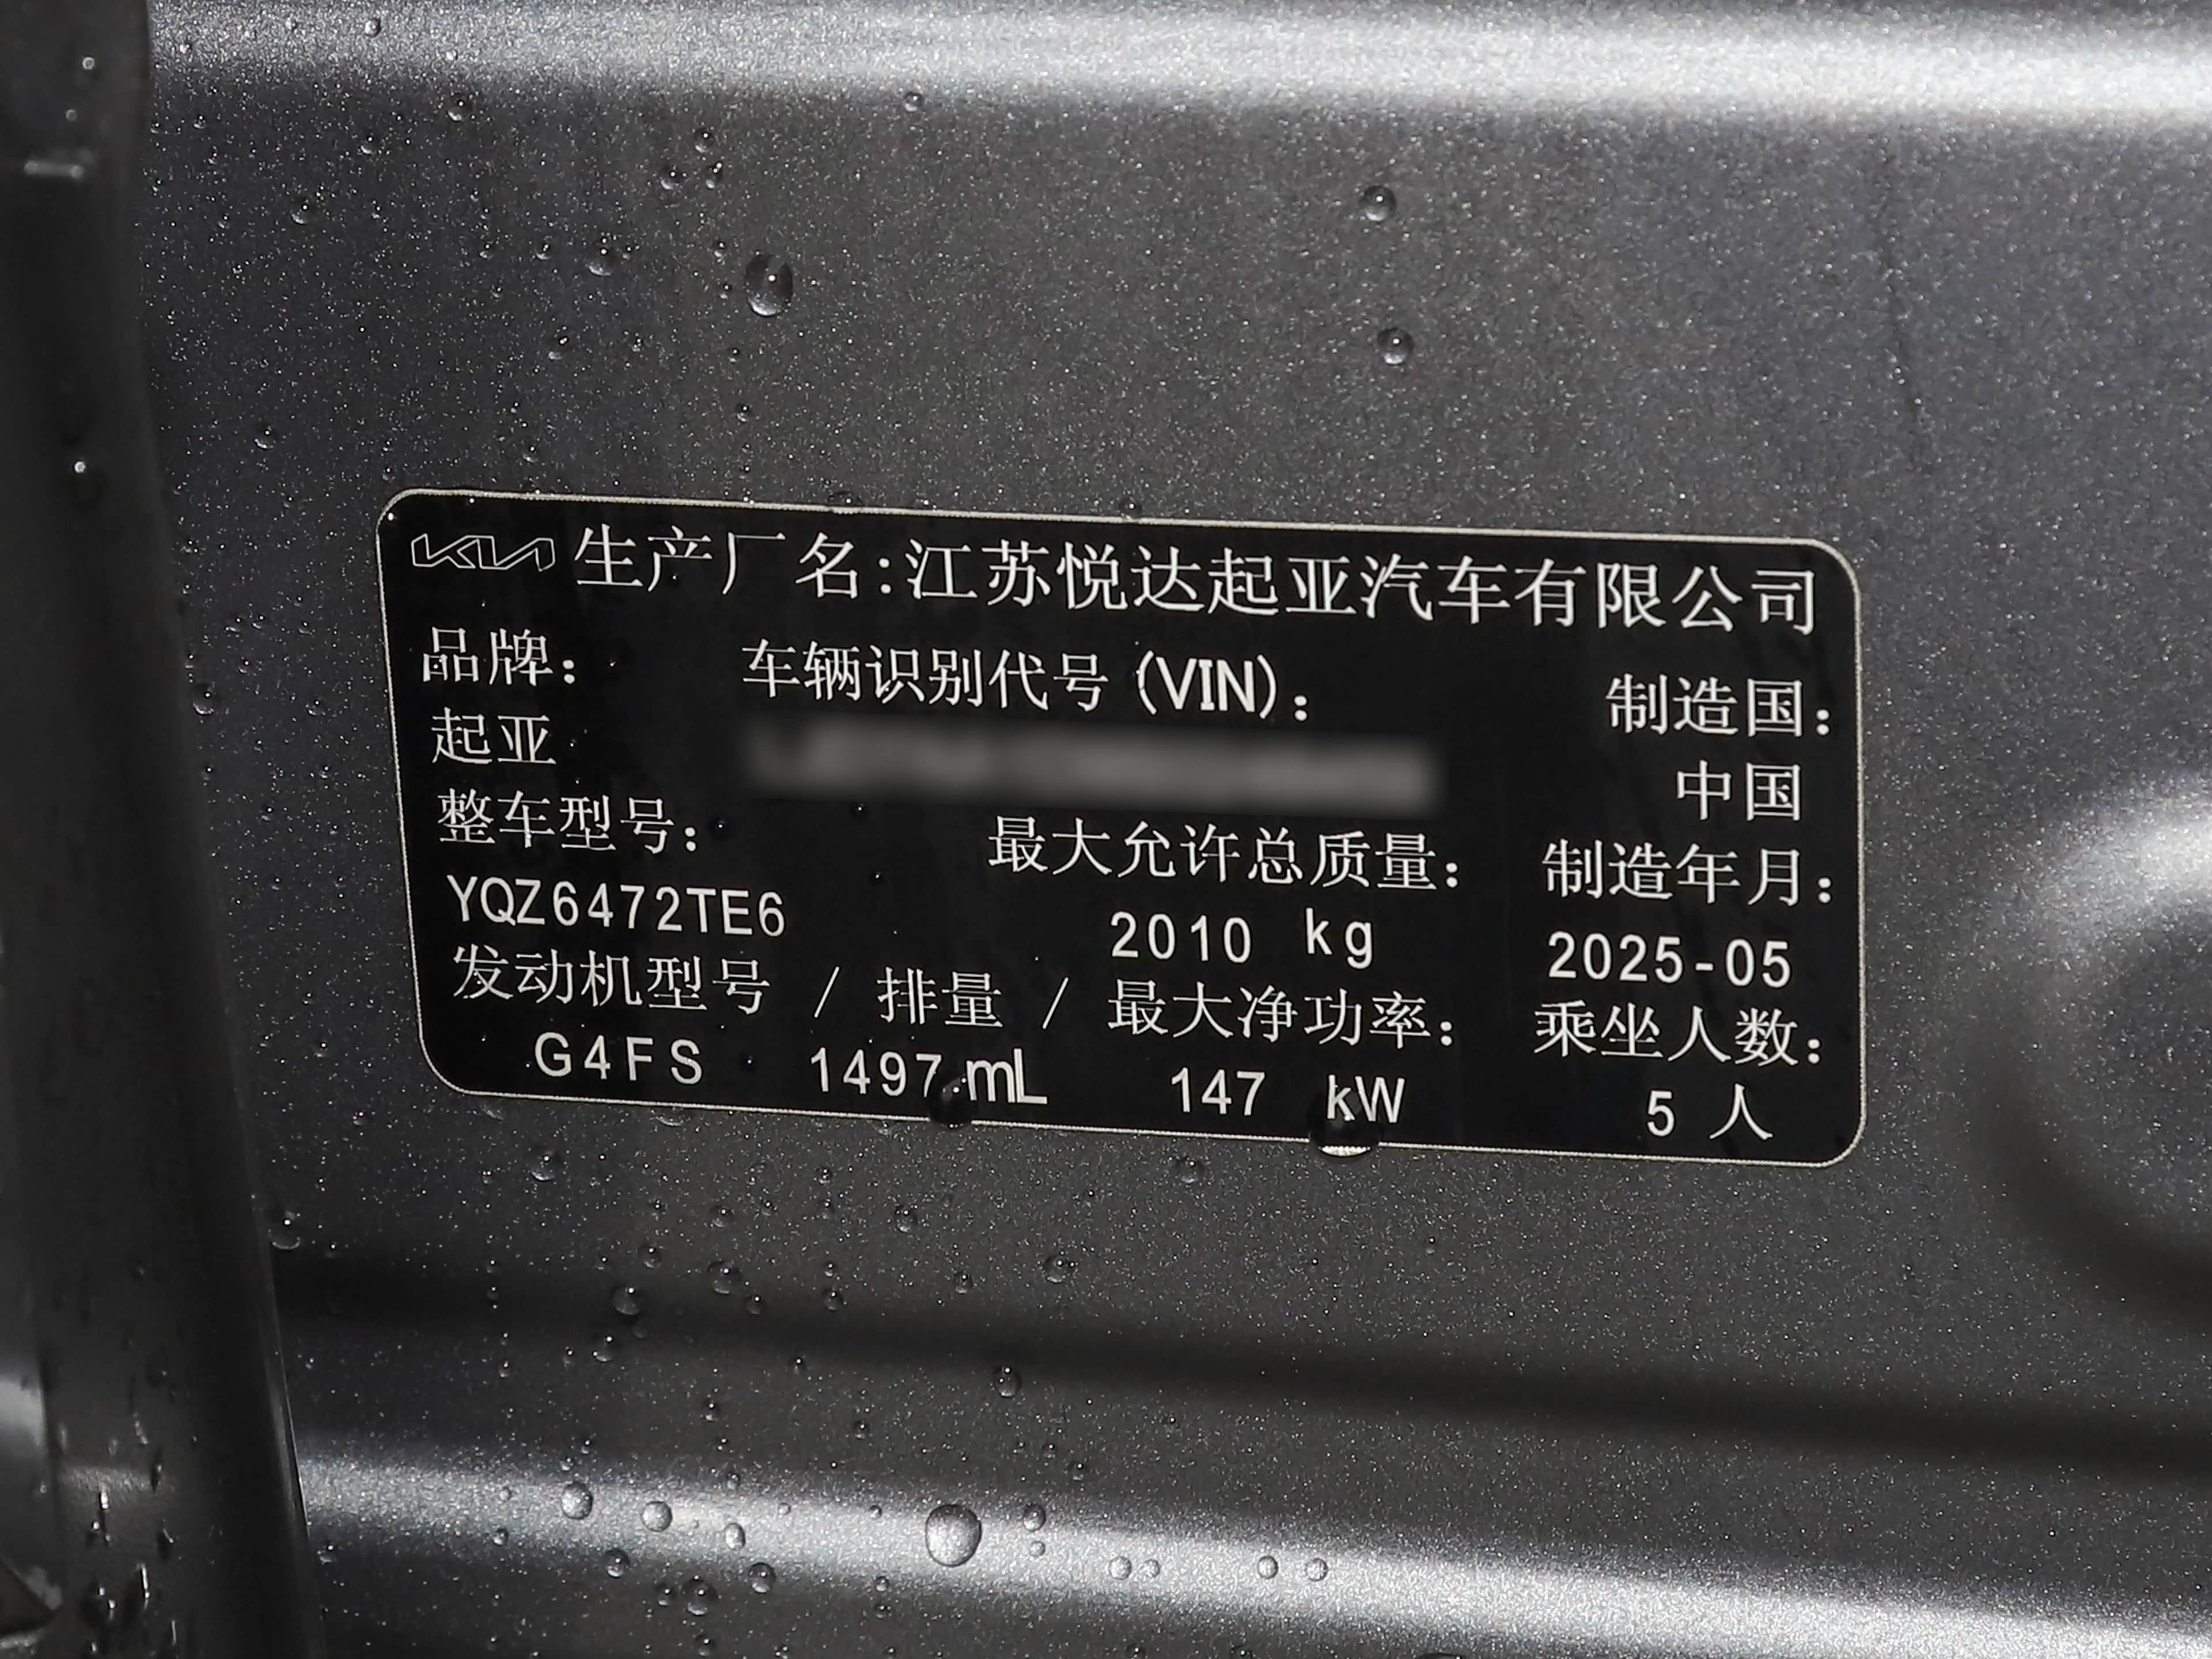 KIA 生产厂名:江苏悦达起亚汽车有限公司
品牌: 车辆识别代号 (VIN): 制造国:
起亚 中国
整车型号: 最大允许总质量: 制造年月:
YQZ6472TE6 2010 kg 2025-05
发动机型号 / 排量 / 最大净功率: 乘坐人数:
G4FS 1497 mL 147 kW 5 人